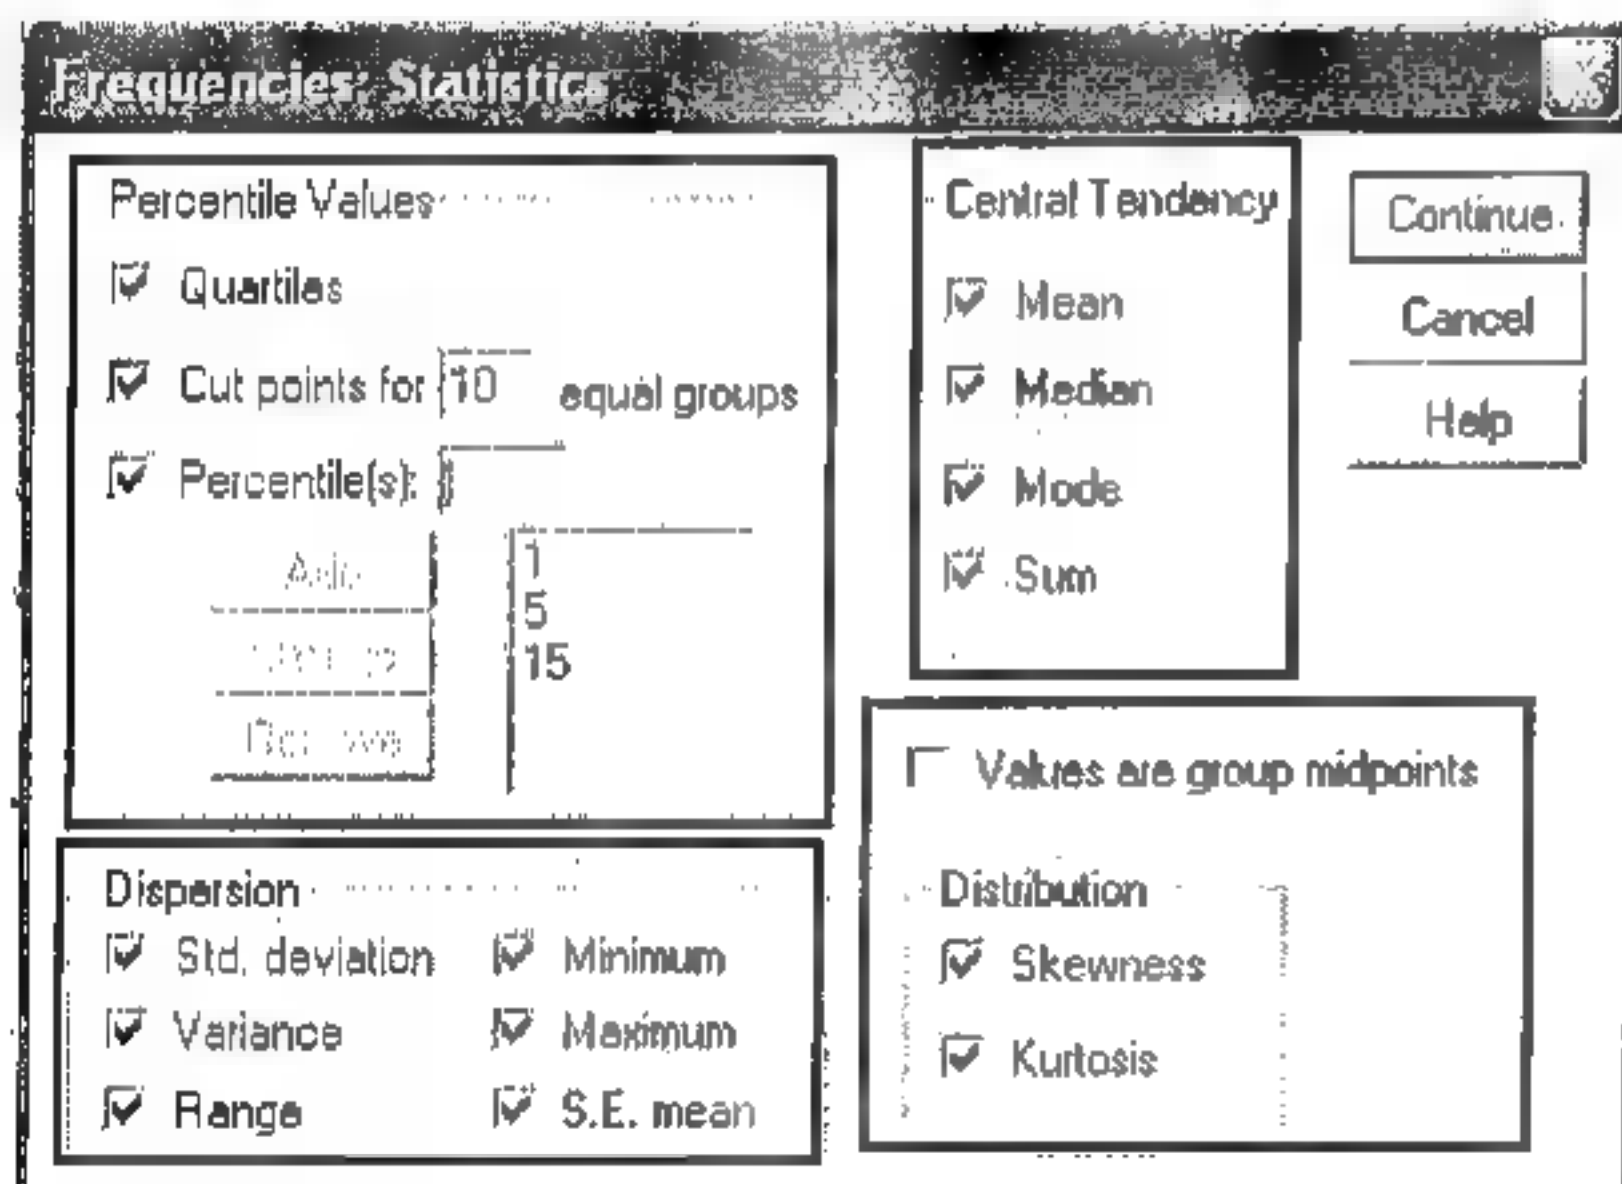 Frequencies: Statistics
Percentile Values
Quartiles
Cut points for 10 equal groups
Percentile(s):
1
5
15
Central Tendency
Mean
Median
Mode
Sum
Continue
Cancel
Help
Values are group midpoints
Dispersion
Std. deviation
Minimum
Variance
Maximum
Range
S.E. mean
Distribution
Skewness
Kurtosis